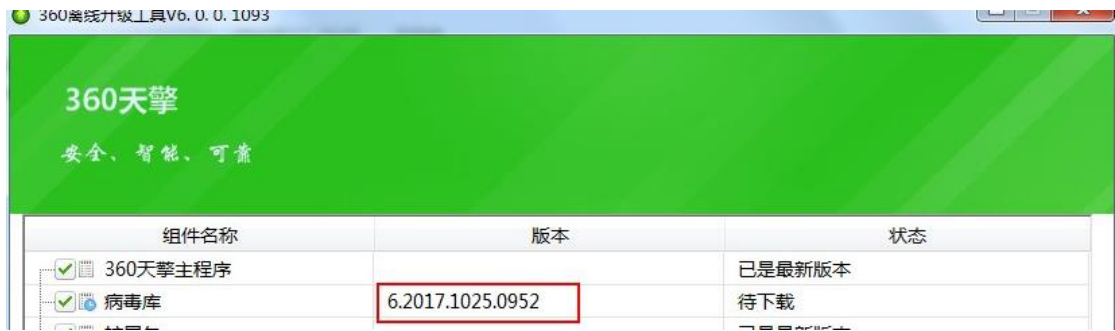 360离线升级工具V6. 0. 0. 1093
360天擎
安全、智能、可靠
组件名称 版本 状态
360天擎主程序 已是最新版本
病毒库 6.2017.1025.0952 待下载